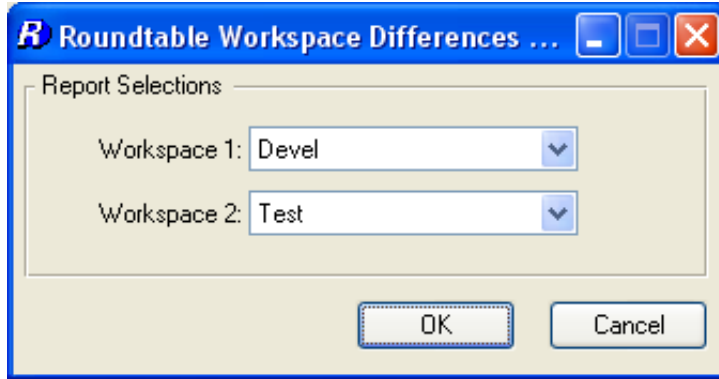 R Roundtable Workspace Differences ...
Report Selections
Workspace 1: Devel
Workspace 2: Test
OK Cancel